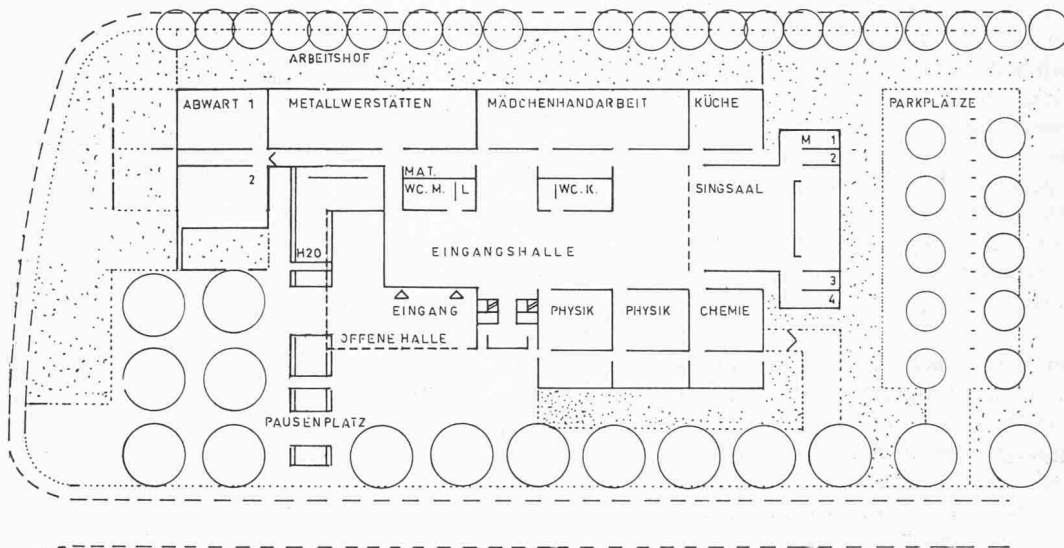 ARBEITSHOF
ABWART 1 METALLWERSTÄTTEN MÄDCHENHANDARBEIT KÜCHE PARKPLÄTZE
M 1
2
MAT.
2 WC. M. L WC. K. SINGSAAL
H2O EINGANGSHALLE
3
4
EINGANG PHYSIK PHYSIK CHEMIE
OFFENE HALLE
PAUSENPLATZ